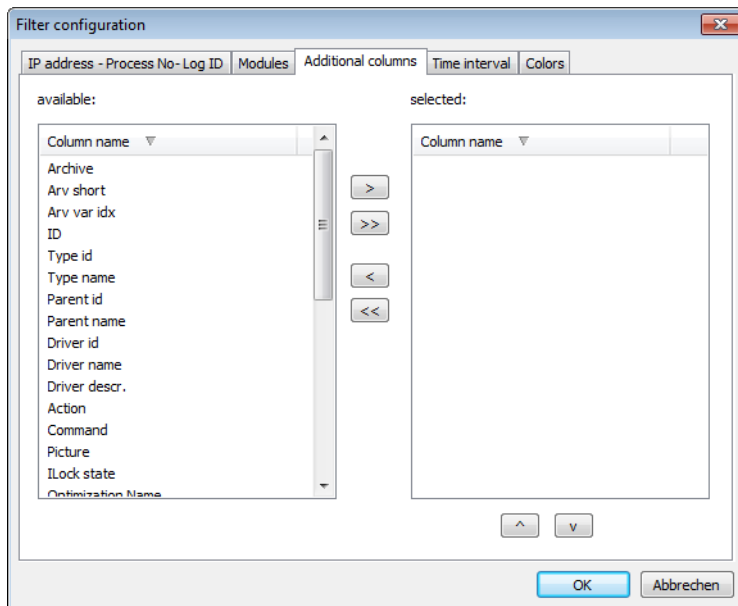 Filter configuration
IP address - Process No- Log ID Modules Additional columns Time interval Colors
available: selected:
Column name Column name
Archive
Arv short
Arv var idx
ID
Type id
Type name
Parent id
Parent name
Driver id
Driver name
Driver descr.
Action
Command
Picture
ILock state
Optimization Name
>
>>
<
<<
^ v
OK Abbrechen